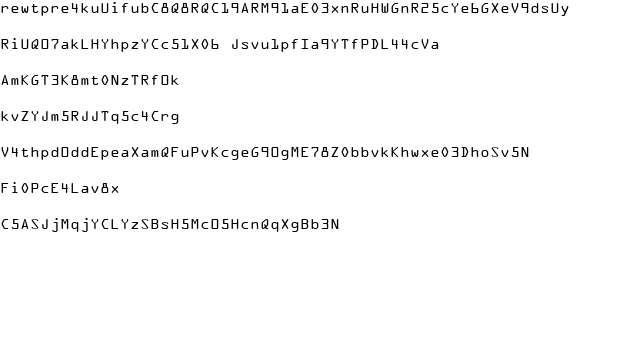 rewtpre4kuUifubC8Q8RQC19ARM91aE03xnRuHWGnR25cYe6GXeV9dsUy
RiUQO7akLHYhpzYCc51X06 Jsvu1pfIa9YTfPDL44cVa
AmKGT3K8mt0NzTRfOk
kvZYJm5RJJTq5c4Crg
V4thpdOddEpeaXamQFuPvKcgeG9OgME78Z0bbvkKhwxe03DhoSv5N
Fi0PcE4Lav8x
C5ASJjMqjYCLYzSBsH5McO5HcnQqXgBb3N